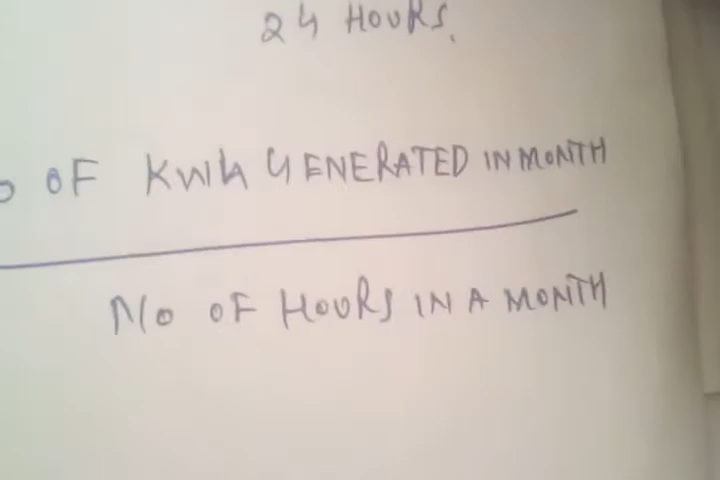 24 HOURS.
OF KWh GENERATED IN MONTH
No OF HOURS IN A MONTH